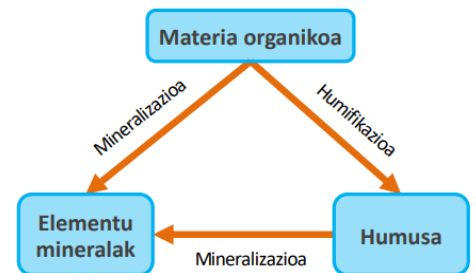 Materia organikoa
Mineralizazioa
Humifikazioa
Elementu
mineralak
Humusa
Mineralizazioa